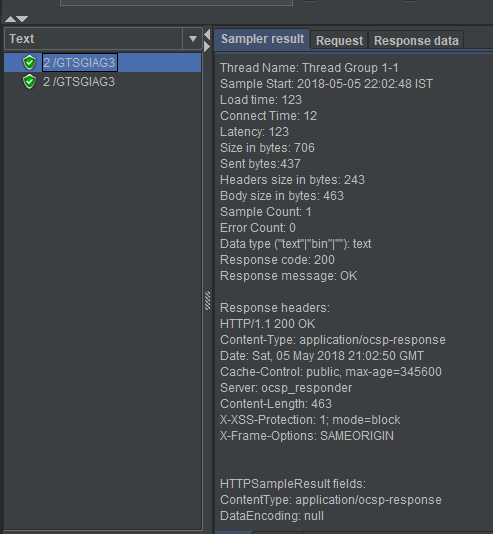 Text
2 /GTSGIAG3
2 /GTSGIAG3
Sampler result
Request
Response data
Thread Name: Thread Group 1-1
Sample Start: 2018-05-05 22:02:48 IST
Load time: 123
Connect Time: 12
Latency: 123
Size in bytes: 706
Sent bytes:437
Headers size in bytes: 243
Body size in bytes: 463
Sample Count: 1
Error Count: 0
Data type ("text"|"bin"|""): text
Response code: 200
Response message: OK
Response headers:
HTTP/1.1 200 OK
Content-Type: application/ocsp-response
Date: Sat, 05 May 2018 21:02:50 GMT
Cache-Control: public, max-age=345600
Server: ocsp_responder
Content-Length: 463
X-XSS-Protection: 1; mode=block
X-Frame-Options: SAMEORIGIN
HTTPSampleResult fields:
ContentType: application/ocsp-response
DataEncoding: null